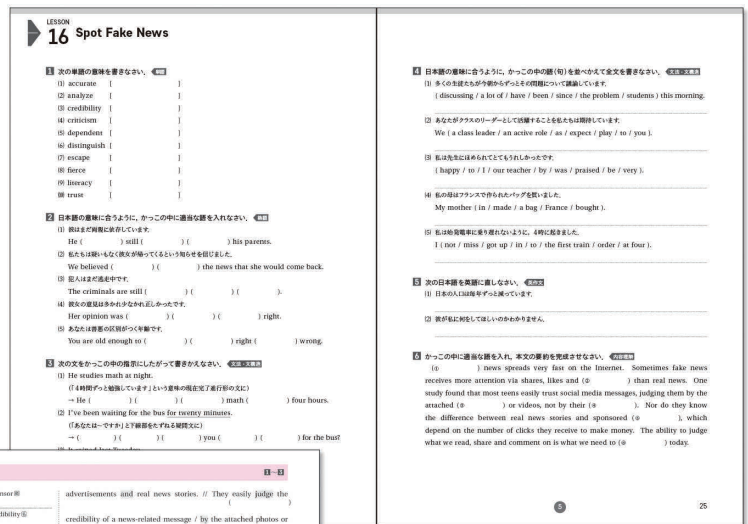 LESSON
16 Spot Fake News
1 次の単語の意味を書きなさい。 単語
(1) accurate [ ]
(2) analyze [ ]
(3) credibility [ ]
(4) criticism [ ]
(5) dependent [ ]
(6) distinguish [ ]
(7) escape [ ]
(8) fierce [ ]
(9) literacy [ ]
(10) trust [ ]
2 日本語の意味に合うように，かっこの中に適当な語を入れなさい。 単語
(1) 彼はまだ両親に依存しています。
He ( ) still ( ) ( ) his parents.
(2) 私たちは疑いもなく彼女が帰ってくるという知らせを信じました。
We believed ( ) ( ) the news that she would come back.
(3) 犯人はまだ逃走中です。
The criminals are still ( ) ( ) ( ).
(4) 彼女の意見は多かれ少なかれ正しかったです。
Her opinion was ( ) ( ) ( ) right.
(5) あなたは善悪の区別がつく年齢です。
You are old enough to ( ) ( ) right ( ) wrong.
3 次の文をかっこの中の指示にしたがって書きかえなさい。 文法・文構造
(1) He studies math at night.
(「4時間ずっと勉強しています」という意味の現在完了進行形の文に)
→ He ( ) ( ) ( ) math ( ) four hours.
(2) I've been waiting for the bus for twenty minutes.
(「あなたは〜ですか」と下線部をたずねる疑問文に)
→ ( ) ( ) ( ) you ( ) ( ) for the bus?
4 日本語の意味に合うように，かっこの中の語(句)を並べかえて全文を書きなさい。 文法・文構造
(1) 多くの生徒たちが今朝からずっとその問題について議論しています。
( discussing / a lot of / have / been / since / the problem / students ) this morning.
(2) あなたがクラスのリーダーとして活躍することを私たちは期待しています。
We ( a class leader / an active role / as / expect / play / to / you ).
(3) 私は先生にほめられてとてもうれしかったです。
( happy / to / I / our teacher / by / was / praised / be / very ).
(4) 私の母はフランスで作られたバッグを買いました。
My mother ( in / made / a bag / France / bought ).
(5) 私は始発電車に乗り遅れないように，4時に起きました。
I ( not / miss / got up / in / to / the first train / order / at four ).
5 次の日本語を英語に直しなさい。 英作文
(1) 日本の人口は毎年ずっと減っています。
(2) 彼が私に何をしてほしいのかわかりません。
6 かっこの中に適当な語を入れ，本文の要約を完成させなさい。 内容理解
(① ) news spreads very fast on the Internet. Sometimes fake news
receives more attention via shares, likes and (② ) than real news. One
study found that most teens easily trust social media messages, judging them by the
attached (③ ) or videos, not by their (④ ). Nor do they know
the difference between real news stories and sponsored (⑤ ), which
depend on the number of clicks they receive to make money. The ability to judge
what we read, share and comment on is what we need to (⑥ ) today.
5
25
1~3
advertisements and real news stories. // They easily judge the
( )
credibility of a news-related message / by the attached photos or